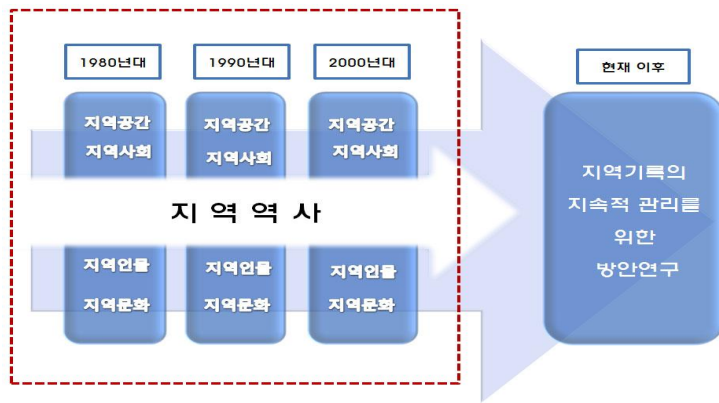 1980년대
1990년대
2000년대
현재 이후
지역공간
지역사회
지역공간
지역사회
지역공간
지역사회
지 역 역 사
지역인물
지역문화
지역인물
지역문화
지역인물
지역문화
지역기록의
지속적 관리를
위한
방안연구